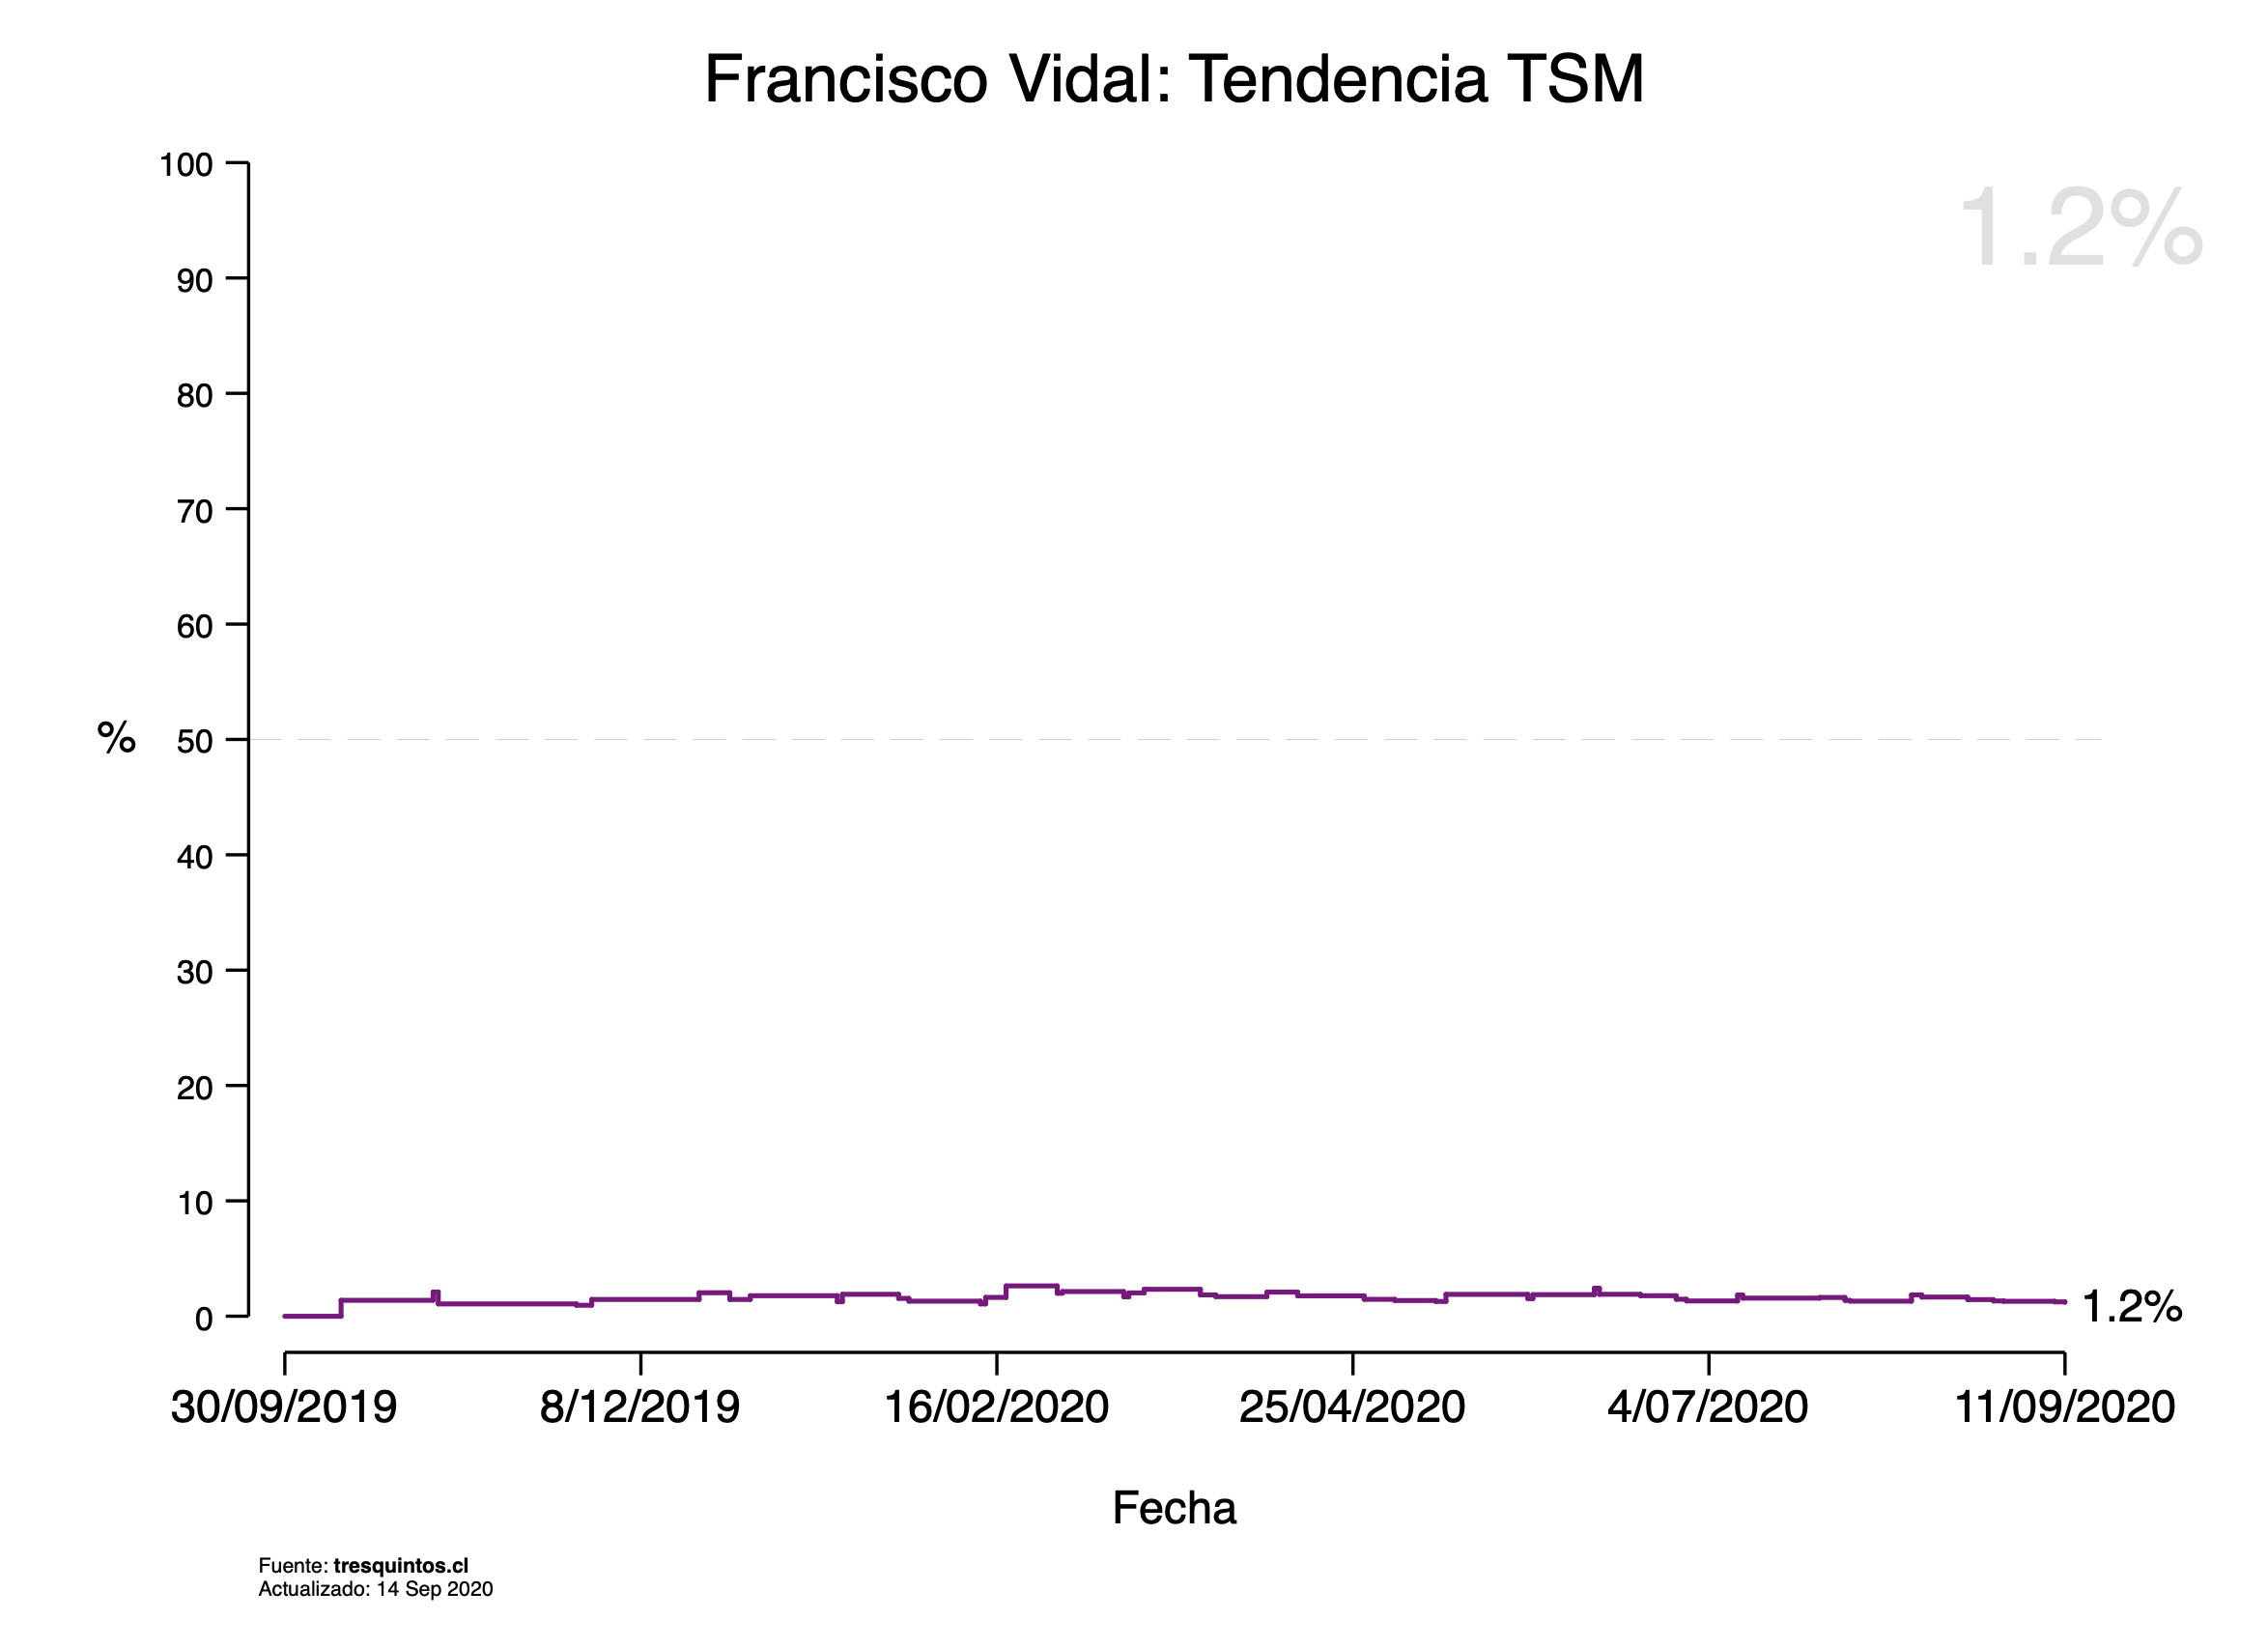 Francisco Vidal: Tendencia TSM
1.2%
100
90
80
70
60
50
40
30
20
10
0
%
1.2%
30/09/2019 8/12/2019 16/02/2020 25/04/2020 4/07/2020 11/09/2020
Fecha
Fuente: tresquintos.cl
Actualizado: 14 Sep 2020